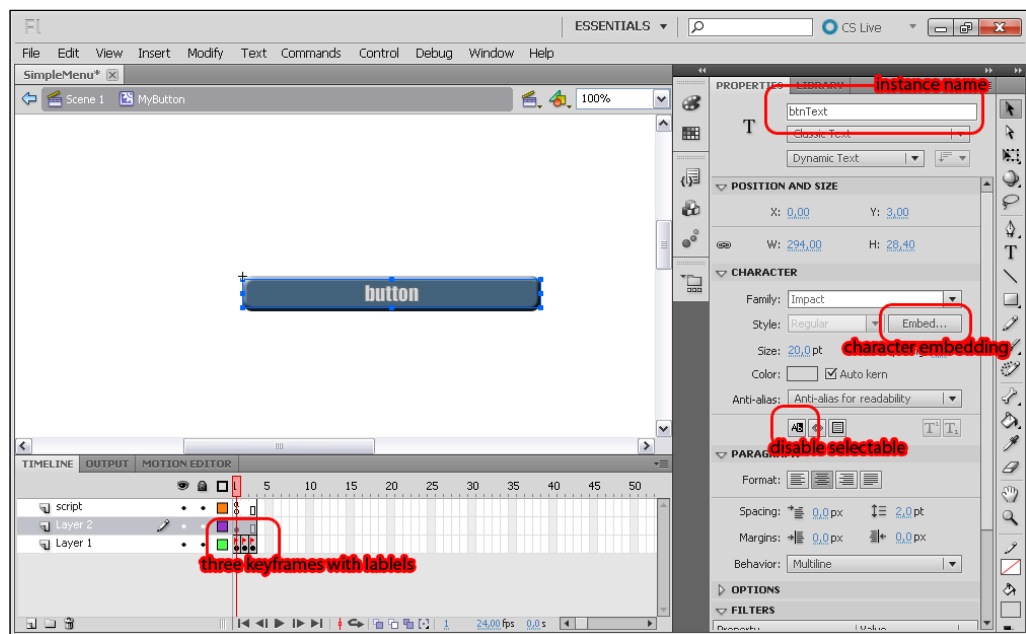 Fl ESSENTIALS CS Live
File Edit View Insert Modify Text Commands Control Debug Window Help
SimpleMenu*
Scene 1 MyButton 100%
PROPERTIES LIBRARY
instance name
btnText
T Classic Text
Dynamic Text
POSITION AND SIZE
X: 0,00 Y: 3,00
W: 294,00 H: 28,40
CHARACTER
Family: Impact
Style: Regular Embed...
Size: 20,0 pt
character embedding
Color: Auto kern
Anti-alias: Anti-alias for readability
disable selectable
PARAGRA
Format:
Spacing: 0,0 px 2,0 pt
Margins: 0,0 px 0,0 px
Behavior: Multiline
OPTIONS
FILTERS
Property Value
button
TIMELINE OUTPUT MOTION EDITOR
1 5 10 15 20 25 30 35 40 45 50
script
Layer 2
Layer 1
three keyframes with lablels
1 24,00 fps 0,0 s